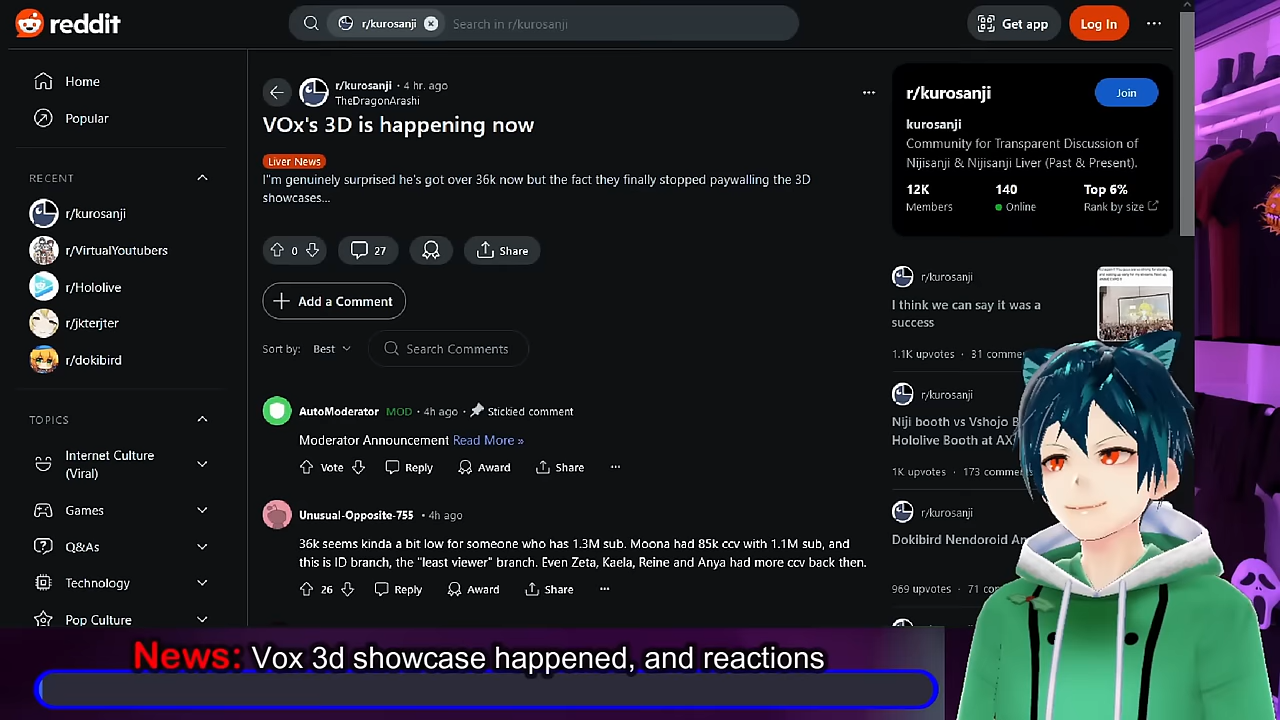 reddit
r/kurosanji
Search in r/kurosanji
Get app
Log In
Home
Popular
RECENT
r/kurosanji
r/VirtualYoutubers
r/Hololive
r/jkterjter
r/dokibird
TOPICS
Internet Culture
(Viral)
Games
Q&As
Technology
Pop Culture
r/kurosanji • 4 hr. ago
TheDragonArashi
VOx's 3D is happening now
Liver News
I"m genuinely surprised he's got over 36k now but the fact they finally stopped paywalling the 3D
showcases...
0
27
Share
Add a Comment
Sort by: Best
Search Comments
AutoModerator MOD • 4h ago • Stickied comment
Moderator Announcement Read More »
Vote
Reply
Award
Share
Unusual-Opposite-755 • 4h ago
36k seems kinda a bit low for someone who has 1.3M sub. Moona had 85k ccv with 1.1M sub, and
this is ID branch, the "least viewer" branch. Even Zeta, Kaela, Reine and Anya had more ccv back then.
26
Reply
Award
Share
r/kurosanji
Join
kurosanji
Community for Transparent Discussion of
Nijisanji & Nijisanji Liver (Past & Present).
12K 140 Top 6%
Members Online Rank by size
r/kurosanji
I think we can say it was a
success
1.1K upvotes • 31 comme
r/kurosanji
Niji booth vs Vshojo B
Hololive Booth at AX
1K upvotes • 173 commen
r/kurosanji
Dokibird Nendoroid An
969 upvotes • 71 co
News: Vox 3d showcase happened, and reactions